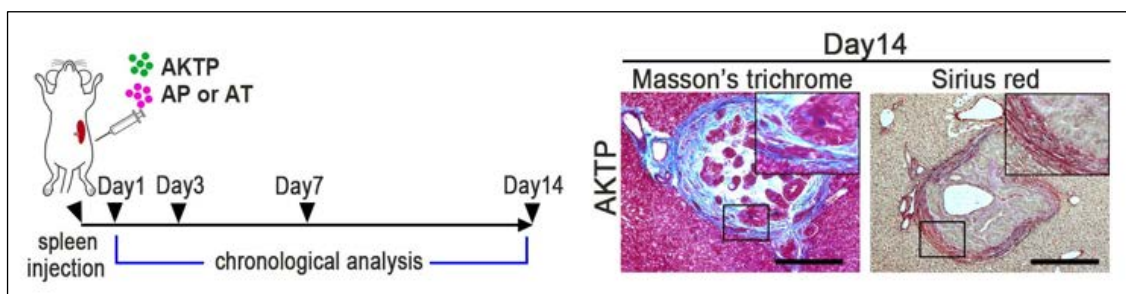 AKTP
AP or AT
Day1 Day3 Day7 Day14
spleen
injection
chronological analysis
Day14
Masson's trichrome Sirius red
AKTP